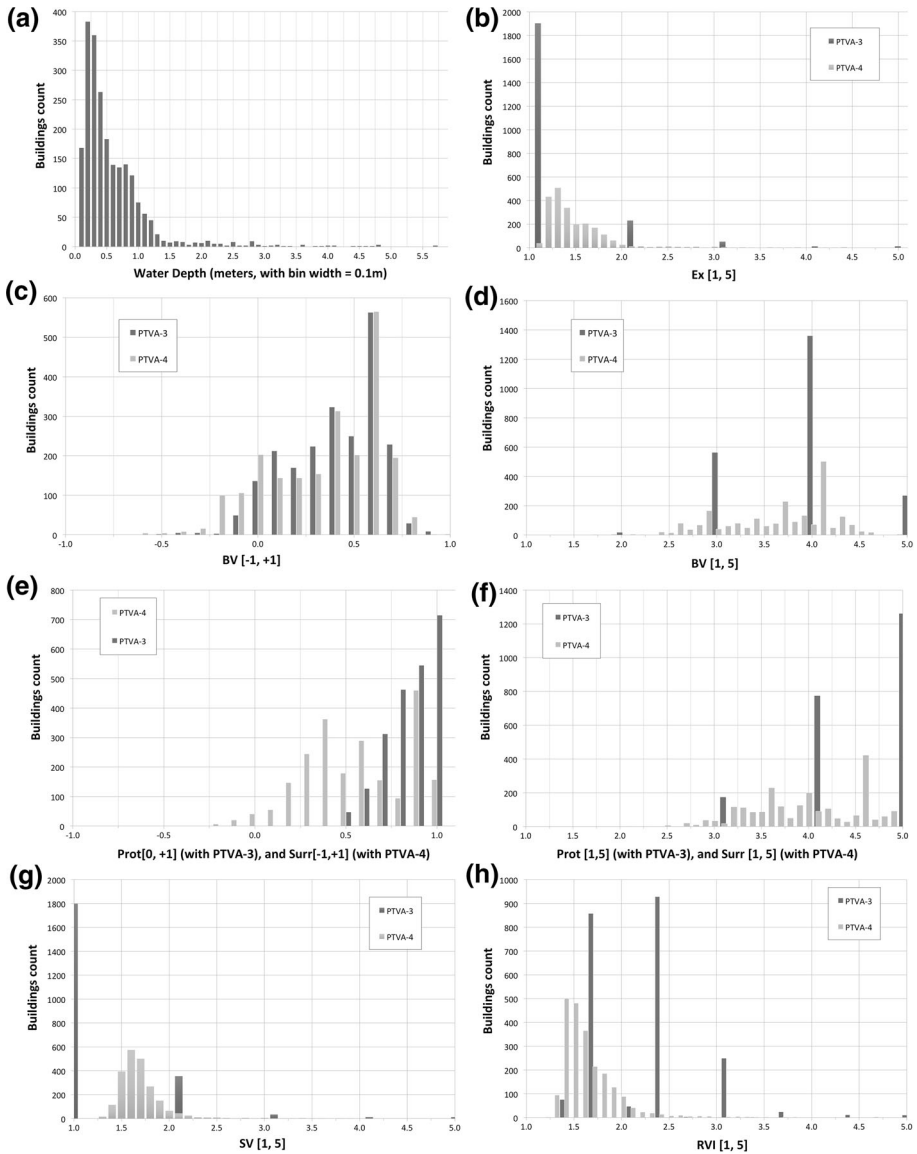 (a)
400
350
300
250
200
150
100
50
0
Buildings count
0.0 0.5 1.0 1.5 2.0 2.5 3.0 3.5 4.0 4.5 5.0 5.5
Water Depth (meters, with bin width = 0.1m)
(b)
2000
1800
1600
1400
1200
1000
800
600
400
200
0
Buildings count
PTVA-3
PTVA-4
1.0 1.5 2.0 2.5 3.0 3.5 4.0 4.5 5.0
Ex [1, 5]
(c)
600
500
400
300
200
100
0
Buildings count
PTVA-3
PTVA-4
-1.0 -0.5 0.0 0.5 1.0
BV [-1, +1]
(d)
1600
1400
1200
1000
800
600
400
200
0
Buildings count
PTVA-3
PTVA-4
1.0 1.5 2.0 2.5 3.0 3.5 4.0 4.5 5.0
BV [1, 5]
(e)
800
700
600
500
400
300
200
100
0
Buildings count
PTVA-4
PTVA-3
-1.0 -0.5 0.0 0.5 1.0
Prot[0, +1] (with PTVA-3), and Surr[-1,+1] (with PTVA-4)
(f)
1400
1200
1000
800
600
400
200
0
Buildings count
PTVA-3
PTVA-4
1.0 1.5 2.0 2.5 3.0 3.5 4.0 4.5 5.0
Prot [1,5] (with PTVA-3), and Surr [1, 5] (with PTVA-4)
(g)
2000
1800
1600
1400
1200
1000
800
600
400
200
0
Buildings count
PTVA-3
PTVA-4
1.0 1.5 2.0 2.5 3.0 3.5 4.0 4.5 5.0
SV [1, 5]
(h)
1000
900
800
700
600
500
400
300
200
100
0
Buildings count
PTVA-3
PTVA-4
1.0 1.5 2.0 2.5 3.0 3.5 4.0 4.5 5.0
RVI [1, 5]